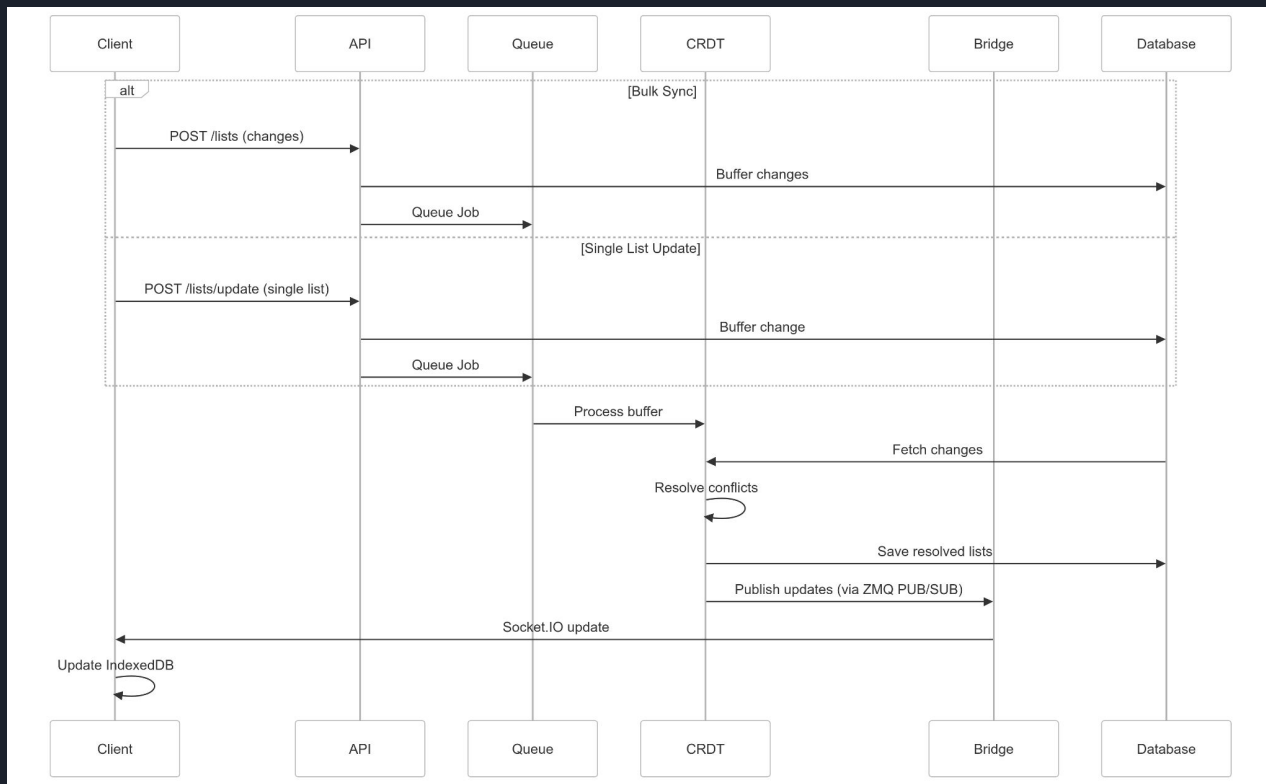 Client
API
Queue
CRDT
Bridge
Database
alt
[Bulk Sync]
POST /lists (changes)
Buffer changes
Queue Job
[Single List Update]
POST /lists/update (single list)
Buffer change
Queue Job
Process buffer
Fetch changes
Resolve conflicts
Save resolved lists
Publish updates (via ZMQ PUB/SUB)
Socket.IO update
Update IndexedDB
Client
API
Queue
CRDT
Bridge
Database